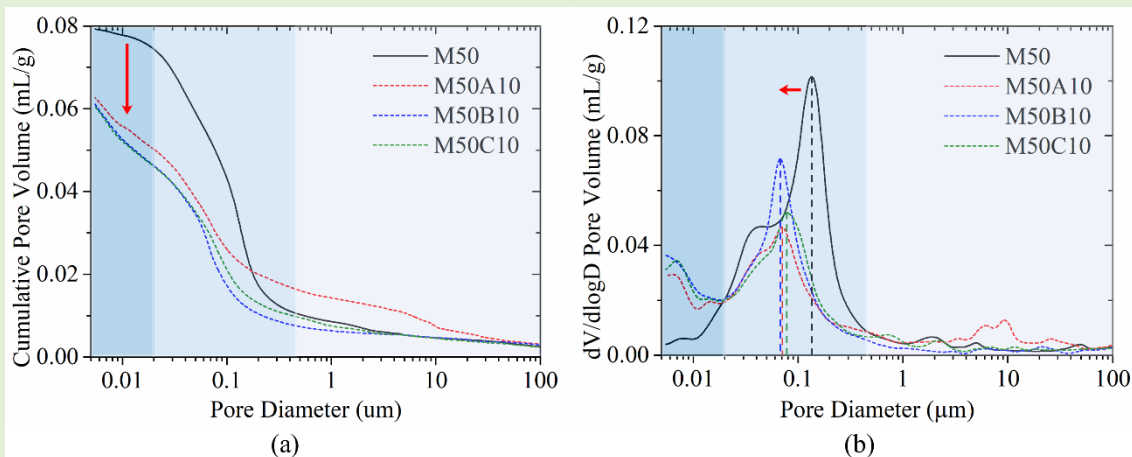 0.08
0.06
0.04
0.02
0.00
Cumulative Pore Volume (mL/g)
M50
M50A10
M50B10
M50C10
0.01
0.1
1
10
100
Pore Diameter (um)
(a)
0.12
0.08
0.04
0.00
dV/dlogD Pore Volume (mL/g)
M50
M50A10
M50B10
M50C10
0.01
0.1
1
10
100
Pore Diameter (μm)
(b)